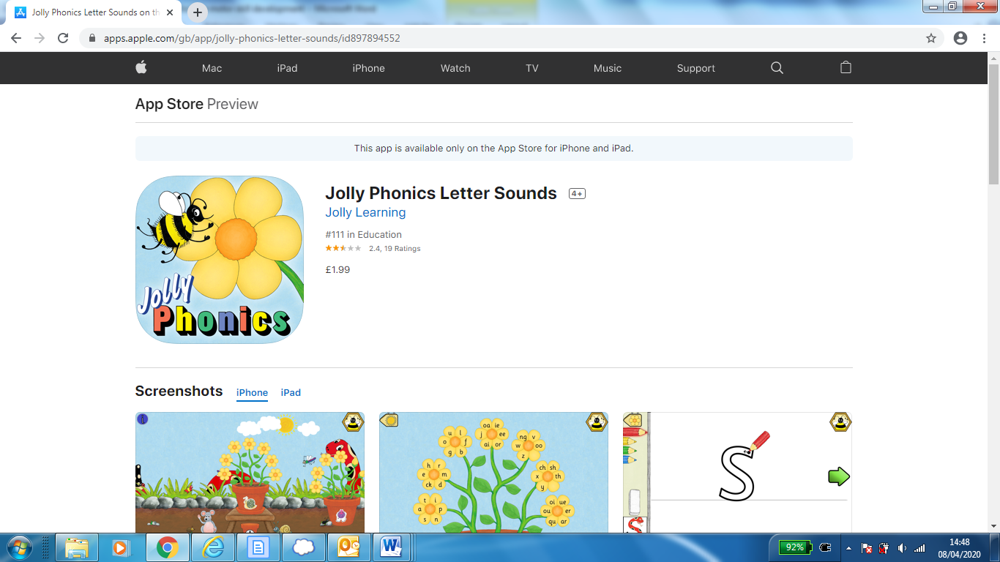 Jolly Phonics Letter Sounds on th
apps.apple.com/gb/app/jolly-phonics-letter-sounds/id897894552
Mac iPad iPhone Watch TV Music Support
App Store Preview
This app is available only on the App Store for iPhone and iPad.
Jolly Phonics Letter Sounds 4+
Jolly Learning
#111 in Education
2.4, 19 Ratings
£1.99
Jolly
Phonics
Screenshots iPhone iPad
u l
o f
g b
oa ie
j ee
ai or
ng v
w oo
z
h r
e m
ck d
ch sh
x th
y
t i
a p
s n
oi ue
ou er
qu ar
S
92%
14:48
08/04/2020